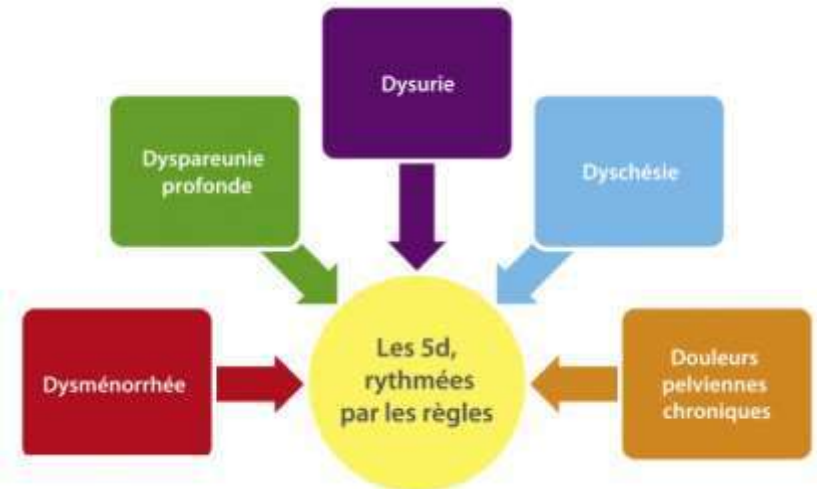 Dysurie
Dyspareunie
profonde
Dyschésie
Dysménorrhée
Les 5d,
rythmées
par les règles
Douleurs
pelviennes
chroniques